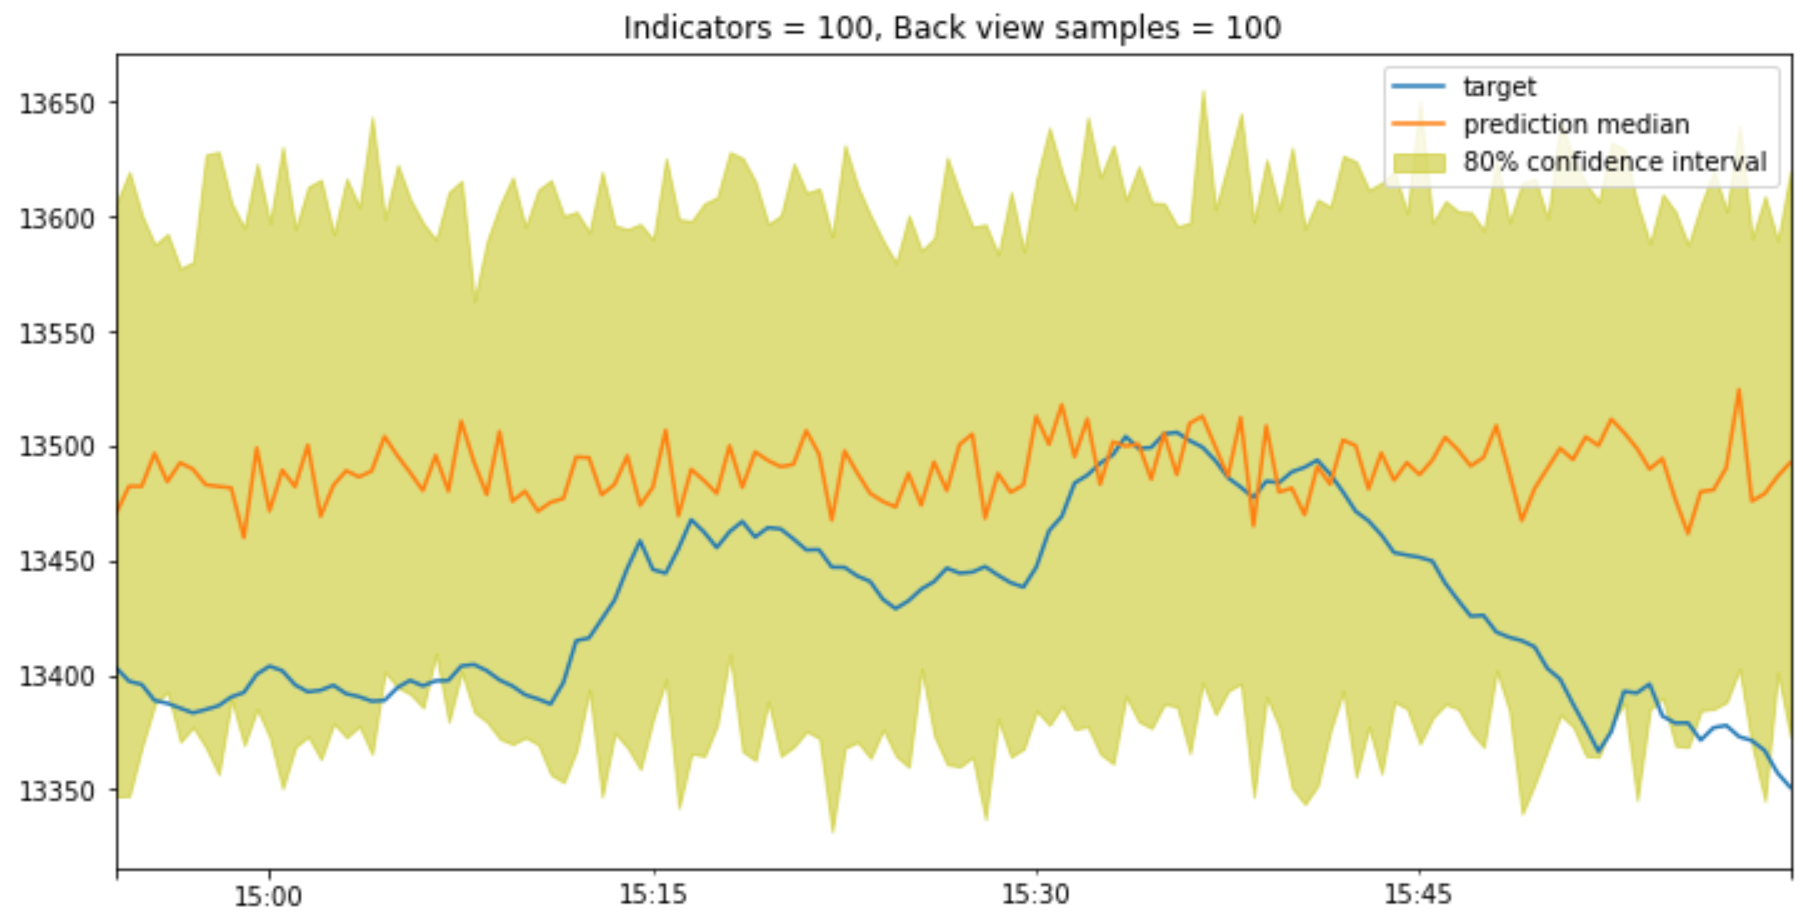 Indicators = 100, Back view samples = 100
target
prediction median
80% confidence interval
13650
13600
13550
13500
13450
13400
13350
15:00
15:15
15:30
15:45